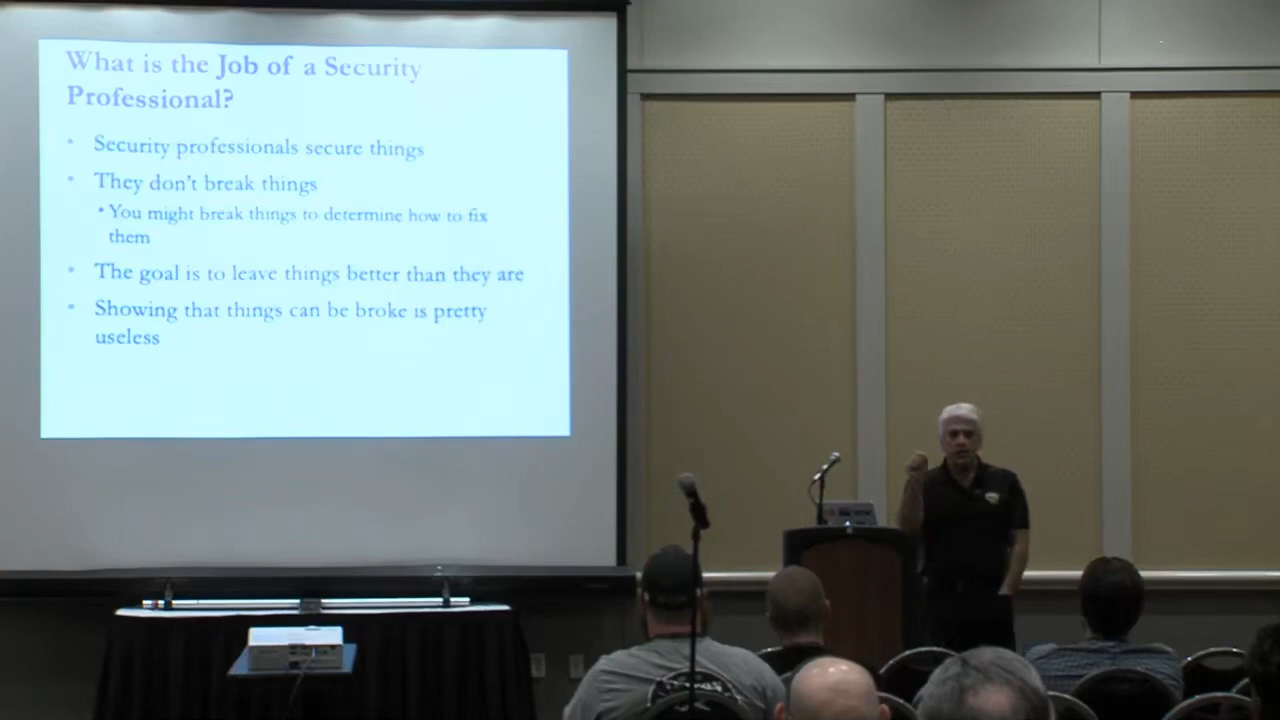 What is the Job of a Security
Professional?
• Security professionals secure things
• They don't break things
• You might break things to determine how to fix
them
• The goal is to leave things better than they are
• Showing that things can be broke is pretty
useless